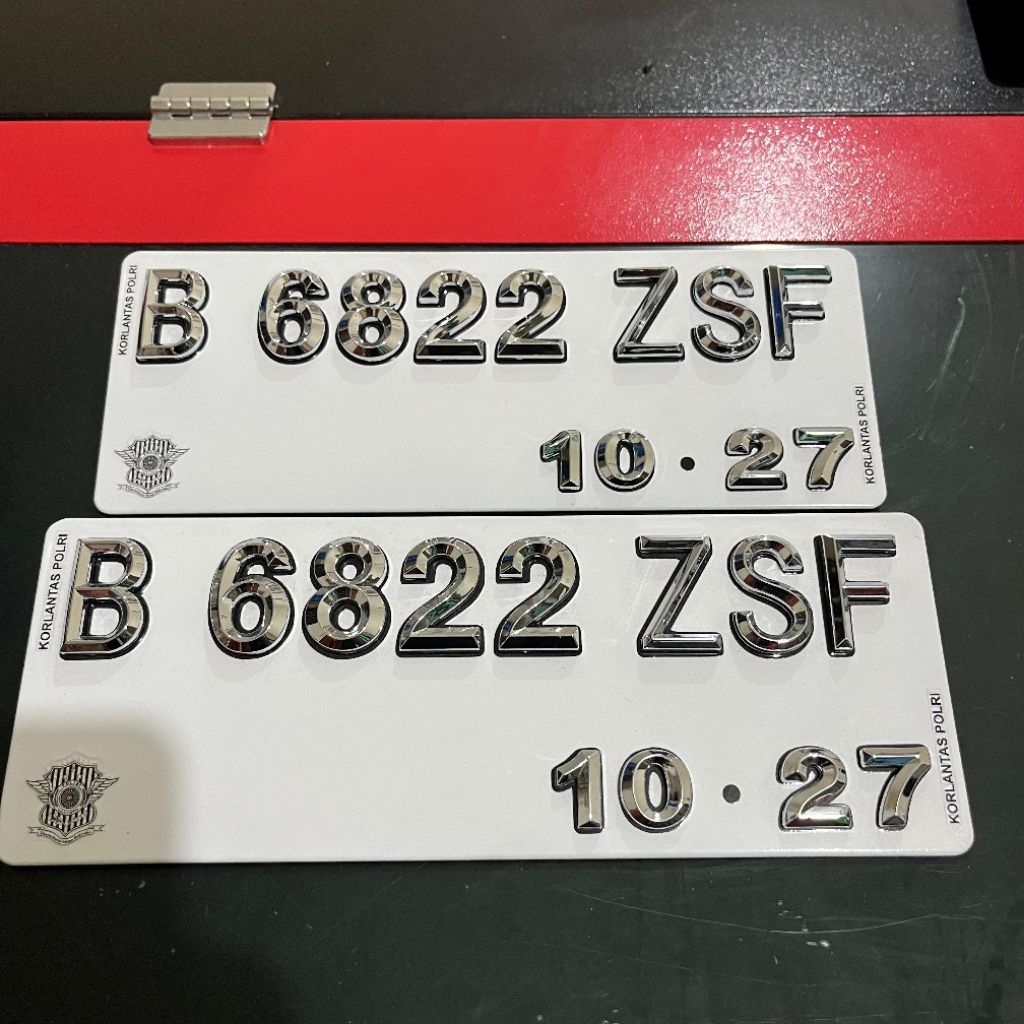 KORLANTAS POLRI
B 6822 ZSF
10 · 27
KORLANTAS POLRI
KORLANTAS POLRI
B 6822 ZSF
10 · 27
KORLANTAS POLRI